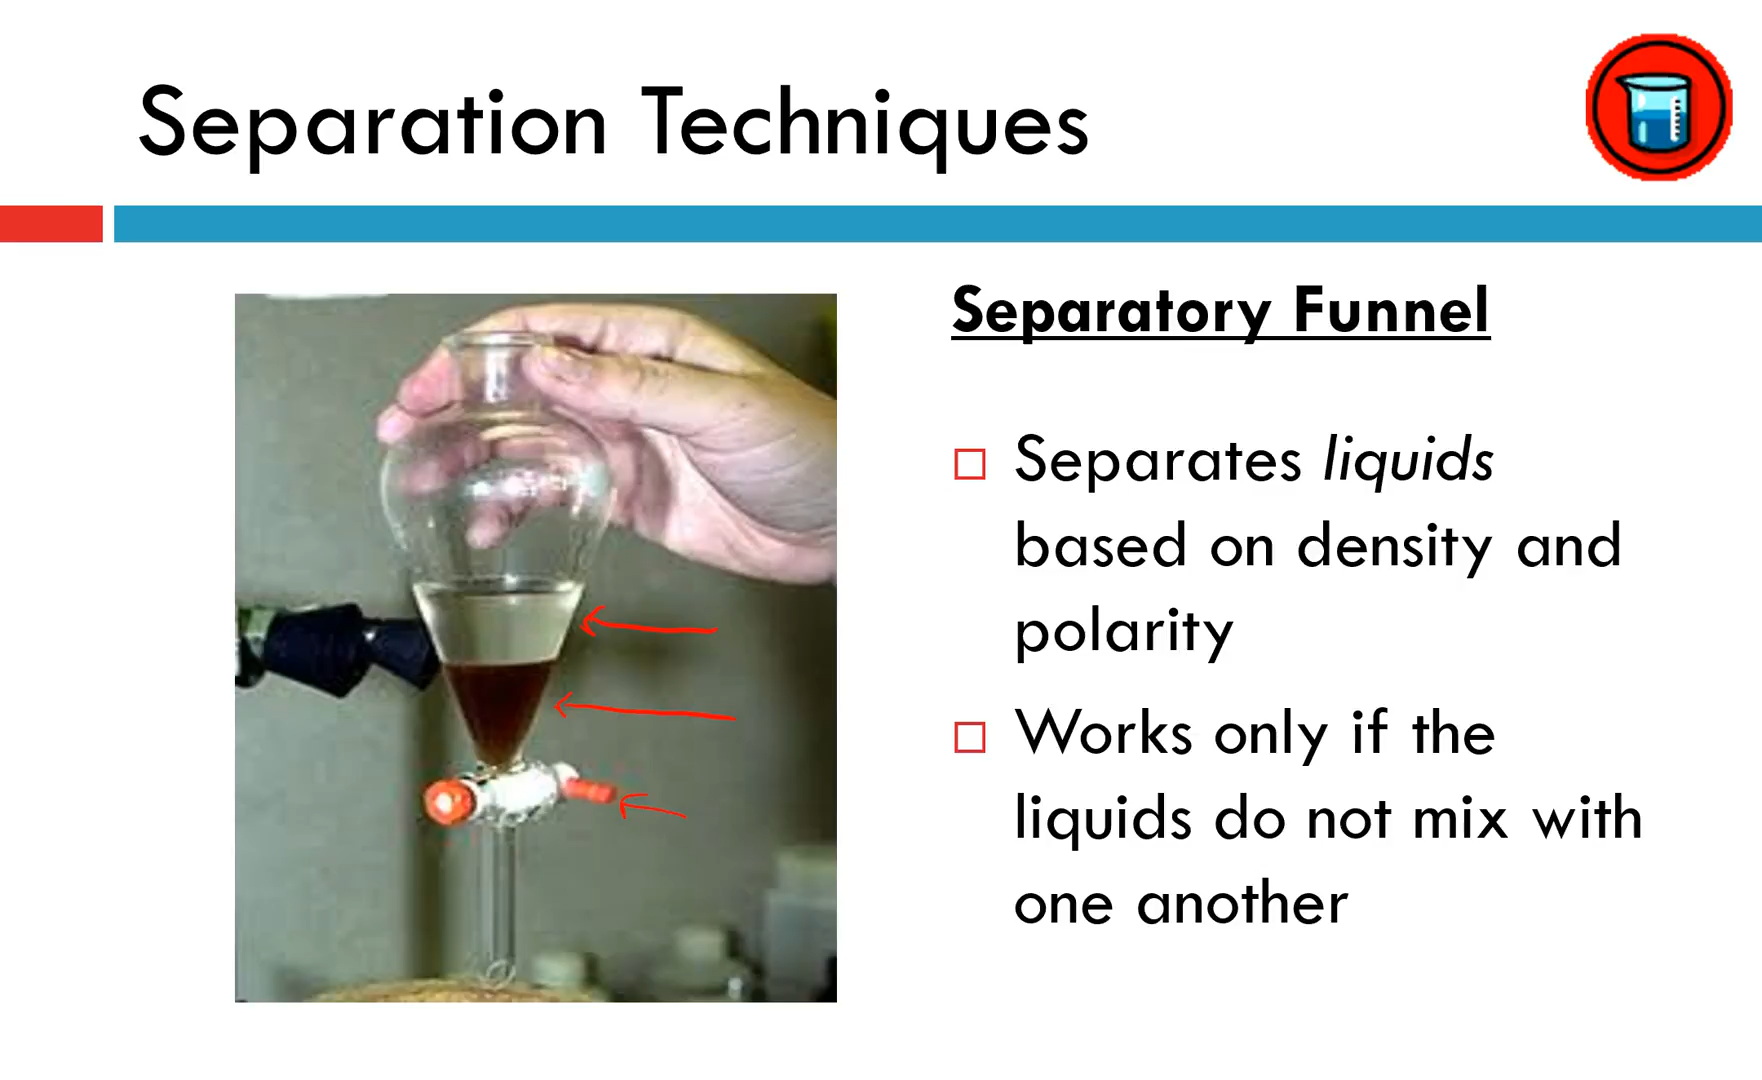 Separation Techniques
Separatory Funnel
Separates liquids
based on density and
polarity
Works only if the
liquids do not mix with
one another